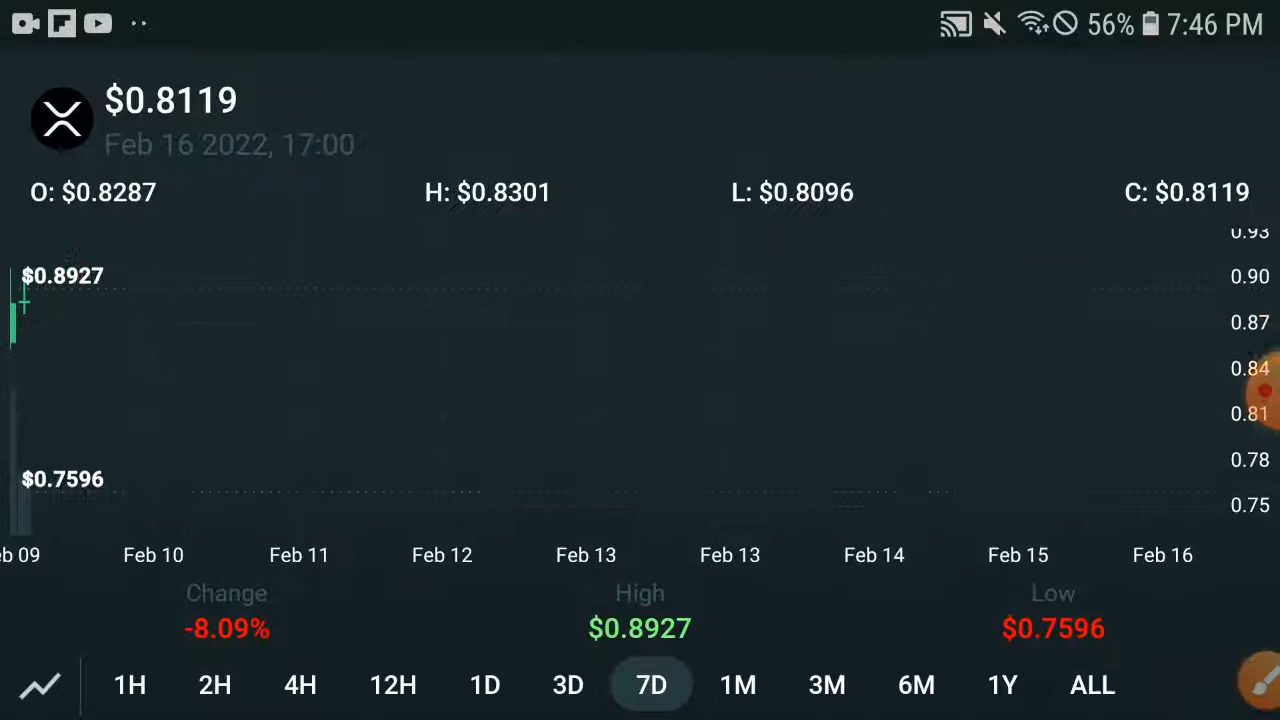 56% 7:46 PM
$0.8119
Feb 16 2022, 17:00
O: $0.8287 H: $0.8301 L: $0.8096 C: $0.8119
0.93
$0.8927 0.90
0.87
0.84
0.81
$0.7596 0.78
0.75
eb 09 Feb 10 Feb 11 Feb 12 Feb 13 Feb 13 Feb 14 Feb 15 Feb 16
Change High Low
-8.09% $0.8927 $0.7596
1H 2H 4H 12H 1D 3D 7D 1M 3M 6M 1Y ALL